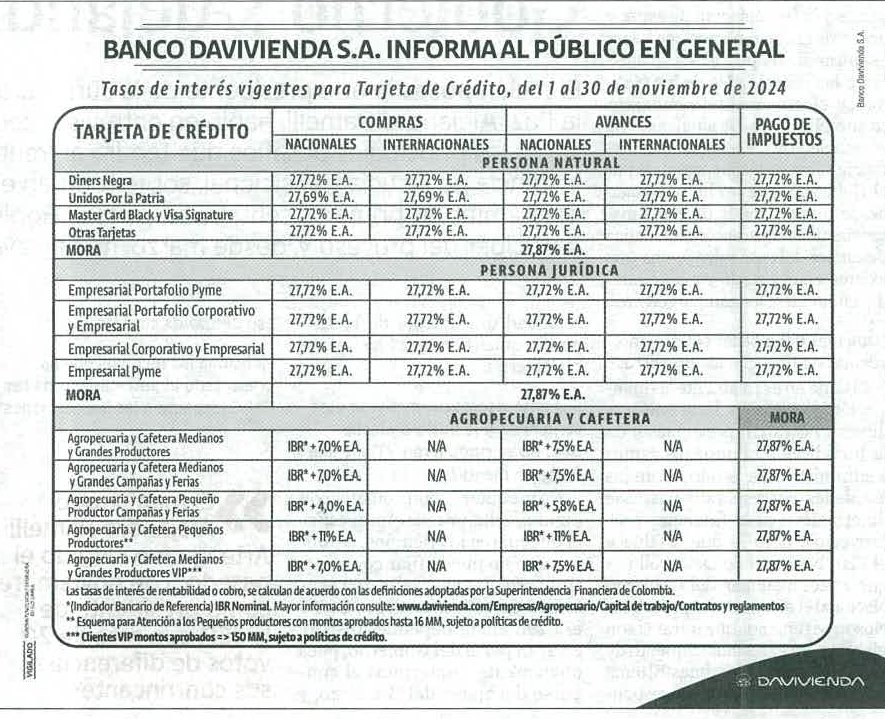 BANCO DAVIVIENDA S.A. INFORMA AL PÚBLICO EN GENERAL
Banco Davivienda S.A.
Tasas de interés vigentes para Tarjeta de Crédito, del 1 al 30 de noviembre de 2024
TARJETA DE CRÉDITO COMPRAS AVANCES PAGO DE IMPUESTOS
NACIONALES INTERNACIONALES NACIONALES INTERNACIONALES
PERSONA NATURAL
Diners Negra 27,72% E.A. 27,72% E.A. 27,72% E.A. 27,72% E.A. 27,72% E.A.
Unidos Por la Patria 27,69% E.A. 27,69% E.A. 27,72% E.A. 27,72% E.A. 27,72% E.A.
Master Card Black y Visa Signature 27,72% E.A. 27,72% E.A. 27,72% E.A. 27,72% E.A. 27,72% E.A.
Otras Tarjetas 27,72% E.A. 27,72% E.A. 27,72% E.A. 27,72% E.A. 27,72% E.A.
MORA 27,87% E.A.
PERSONA JURÍDICA
Empresarial Portafolio Pyme 27,72% E.A. 27,72% E.A. 27,72% E.A. 27,72% E.A. 27,72% E.A.
Empresarial Portafolio Corporativo
y Empresarial 27,72% E.A. 27,72% E.A. 27,72% E.A. 27,72% E.A. 27,72% E.A.
Empresarial Corporativo y Empresarial 27,72% E.A. 27,72% E.A. 27,72% E.A. 27,72% E.A. 27,72% E.A.
Empresarial Pyme 27,72% E.A. 27,72% E.A. 27,72% E.A. 27,72% E.A. 27,72% E.A.
MORA 27,87% E.A.
AGROPECUARIA Y CAFETERA MORA
Agropecuaria y Cafetera Medianos
y Grandes Productores IBR* + 7,0% E.A. N/A IBR* + 7,5% E.A. N/A 27,87% E.A.
Agropecuaria y Cafetera Medianos
y Grandes Campañas y Ferias IBR* + 7,0% E.A. N/A IBR* + 7,5% E.A. N/A 27,87% E.A.
Agropecuaria y Cafetera Pequeño
Productor Campañas y Ferias IBR* + 4,0% E.A. N/A IBR* + 5,8% E.A. N/A 27,87% E.A.
Agropecuaria y Cafetera Pequeños
Productores** IBR* + 11% E.A. N/A IBR* + 11% E.A. N/A 27,87% E.A.
Agropecuaria y Cafetera Medianos
y Grandes Productores VIP*** IBR* + 7,0% E.A. N/A IBR* + 7,5% E.A. N/A 27,87% E.A.
Las tasas de interés de rentabilidad o cobro, se calculan de acuerdo con las definiciones adoptadas por la Superintendencia Financiera de Colombia.
*(Indicador Bancario de Referencia) IBR Nominal. Mayor información consulte: www.davivienda.com/Empresas/Agropecuario/Capital de trabajo/Contratos y reglamentos
** Esquema para Atención a los Pequeños productores con montos aprobados hasta 16 MM, sujeto a políticas de crédito.
*** Clientes VIP montos aprobados => 150 MM, sujeto a políticas de crédito.
VIGILADO
DAVIVIENDA